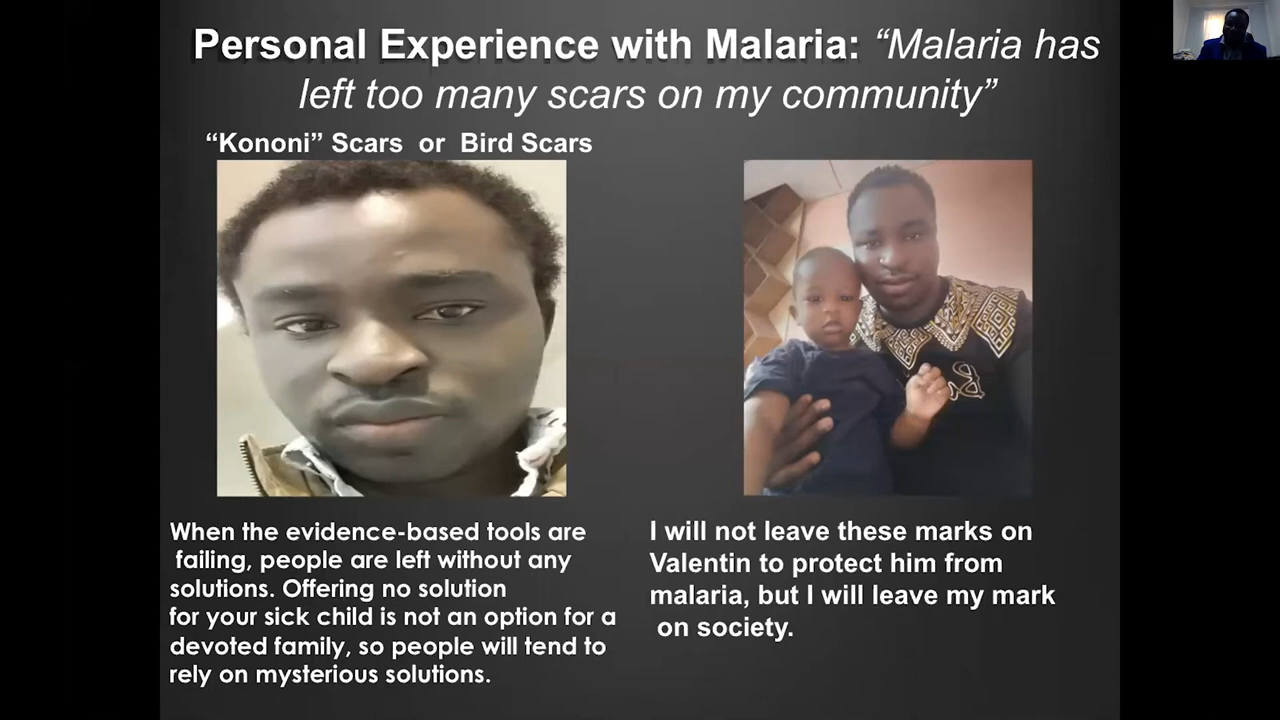 Personal Experience with Malaria: “Malaria has
left too many scars on my community”
“Kononi” Scars or Bird Scars
When the evidence-based tools are
failing, people are left without any
solutions. Offering no solution
for your sick child is not an option for a
devoted family, so people will tend to
rely on mysterious solutions.
I will not leave these marks on
Valentin to protect him from
malaria, but I will leave my mark
on society.